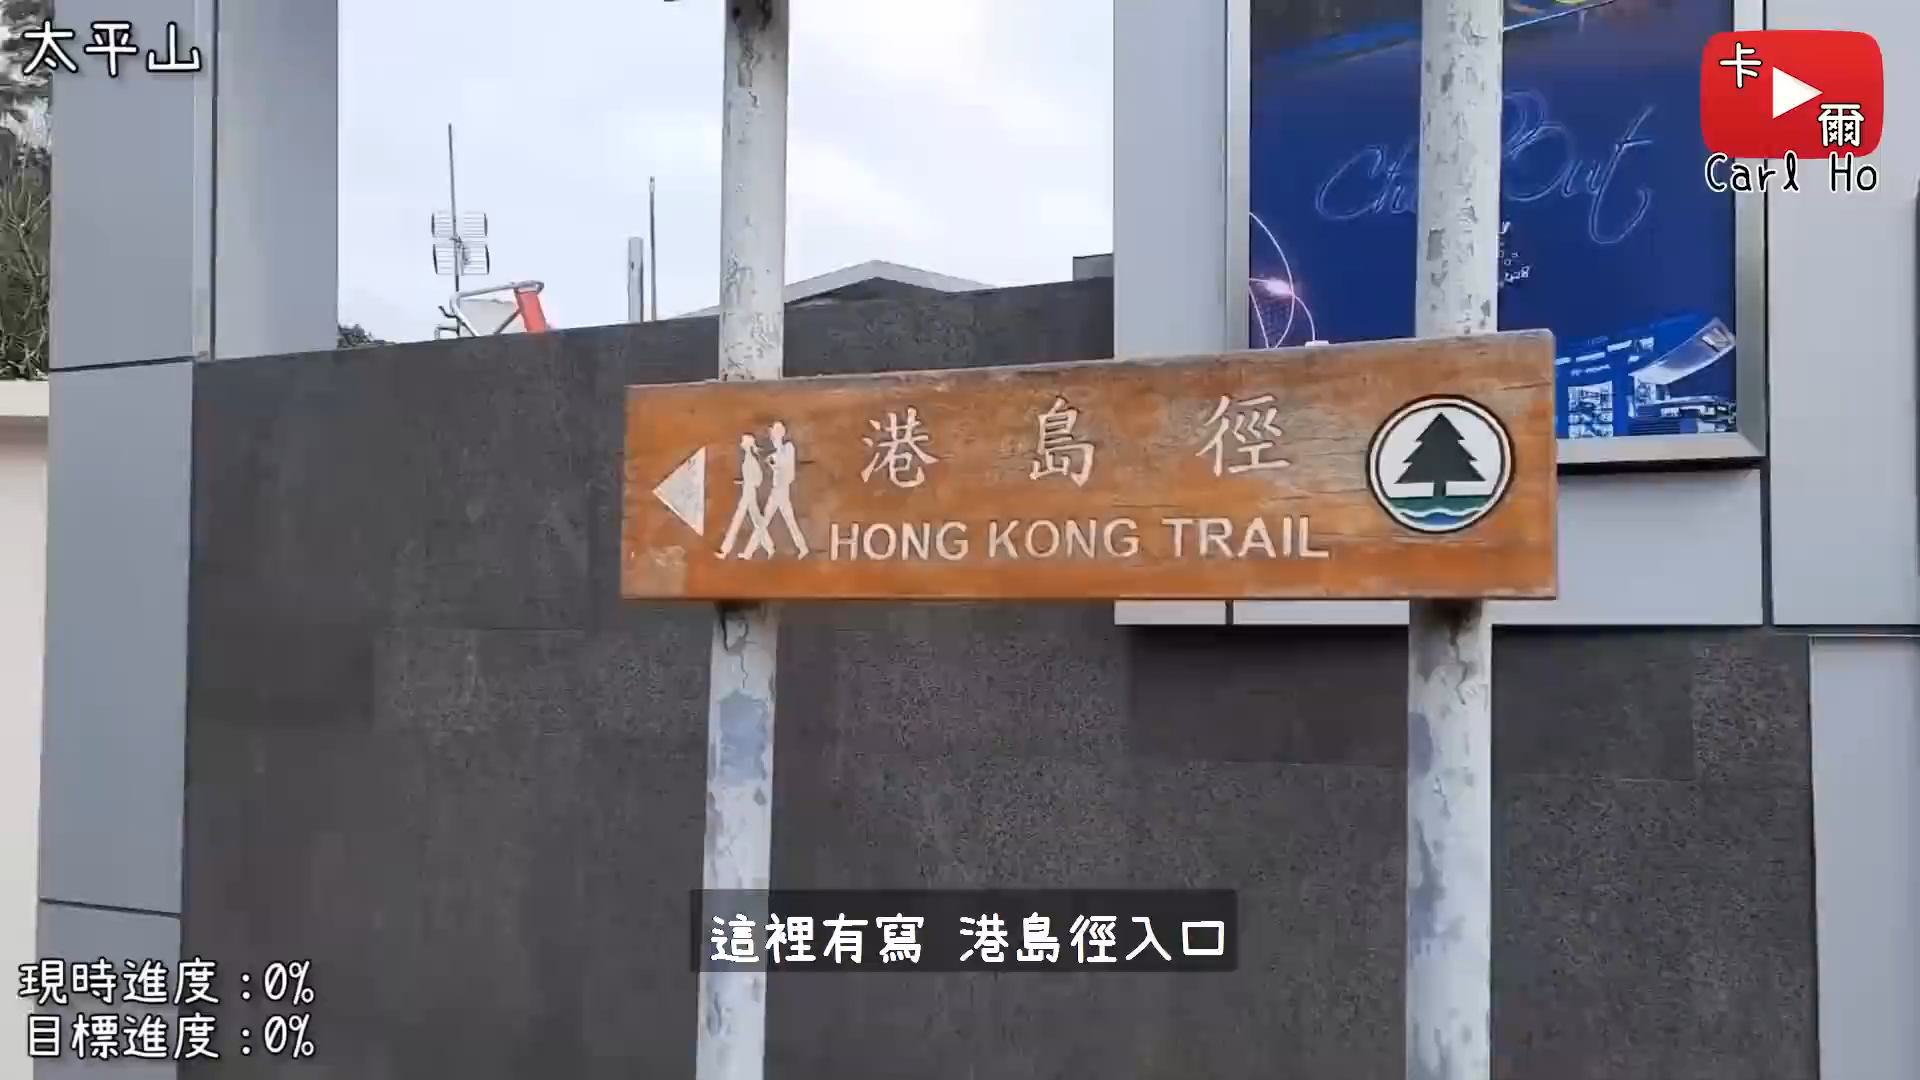 太平山
卡
爾
Carl Ho
港島徑
HONG KONG TRAIL
這裡有寫 港島徑入口
現時進度:0%
目標進度:0%